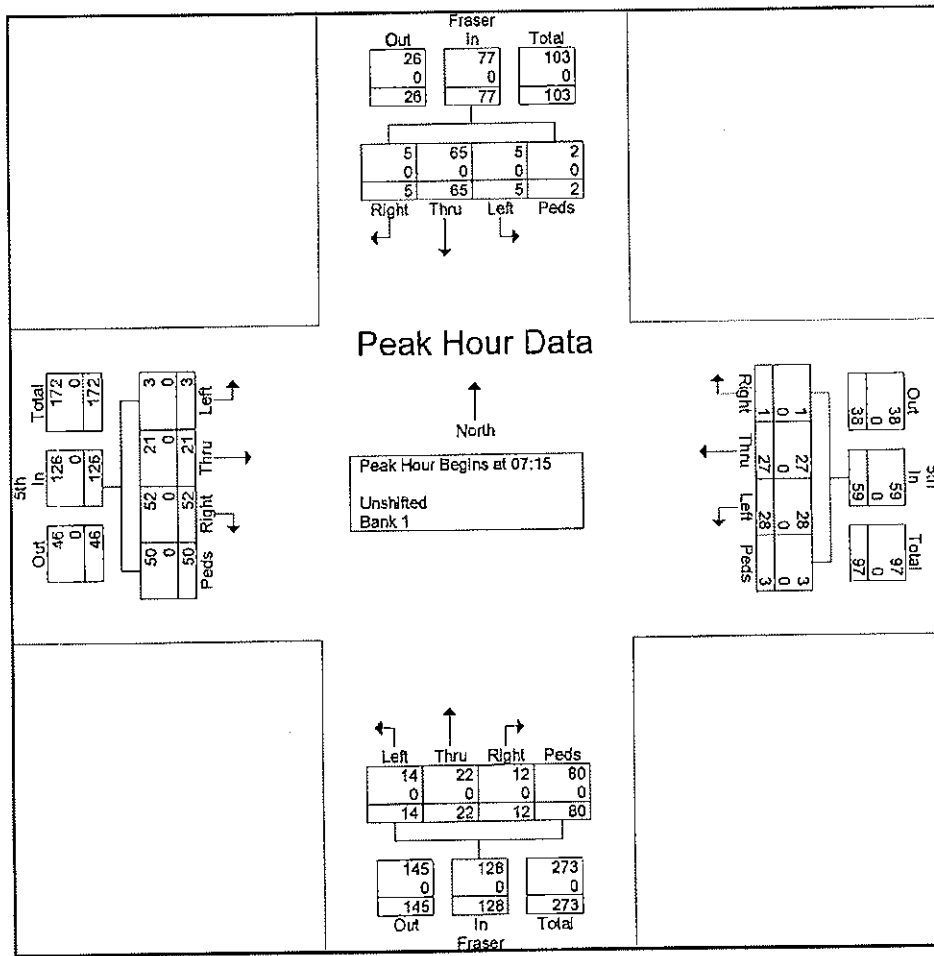 Fraser
Out In Total
26 77 103
0 0 0
26 77 103
5 65 5 2
0 0 0 0
5 65 5 2
Right Thru Left Peds
Peak Hour Data
North
Peak Hour Begins at 07:15
Unshifted
Bank 1
5th
Total In Out
172 126 46
0 0 0
172 126 46
3 21 52 50
0 0 0 0
3 21 52 50
Left Thru Right Peds
Right Thru Left Peds
1 27 28 3
0 0 0 0
1 27 28 3
38 59 97
0 0 0
38 59 97
Out In Total
5th
Left Thru Right Peds
14 22 12 80
0 0 0 0
14 22 12 80
145 128 273
0 0 0
145 128 273
Out In Total
Fraser